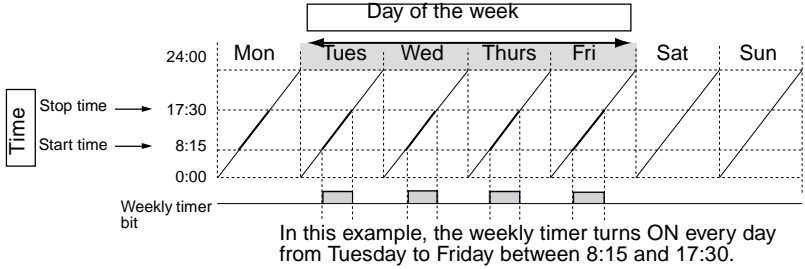 Day of the week
24:00 Mon Tues Wed Thurs Fri Sat Sun
Time
Stop time 17:30
Start time 8:15
0:00
Weekly timer
bit
In this example, the weekly timer turns ON every day
from Tuesday to Friday between 8:15 and 17:30.